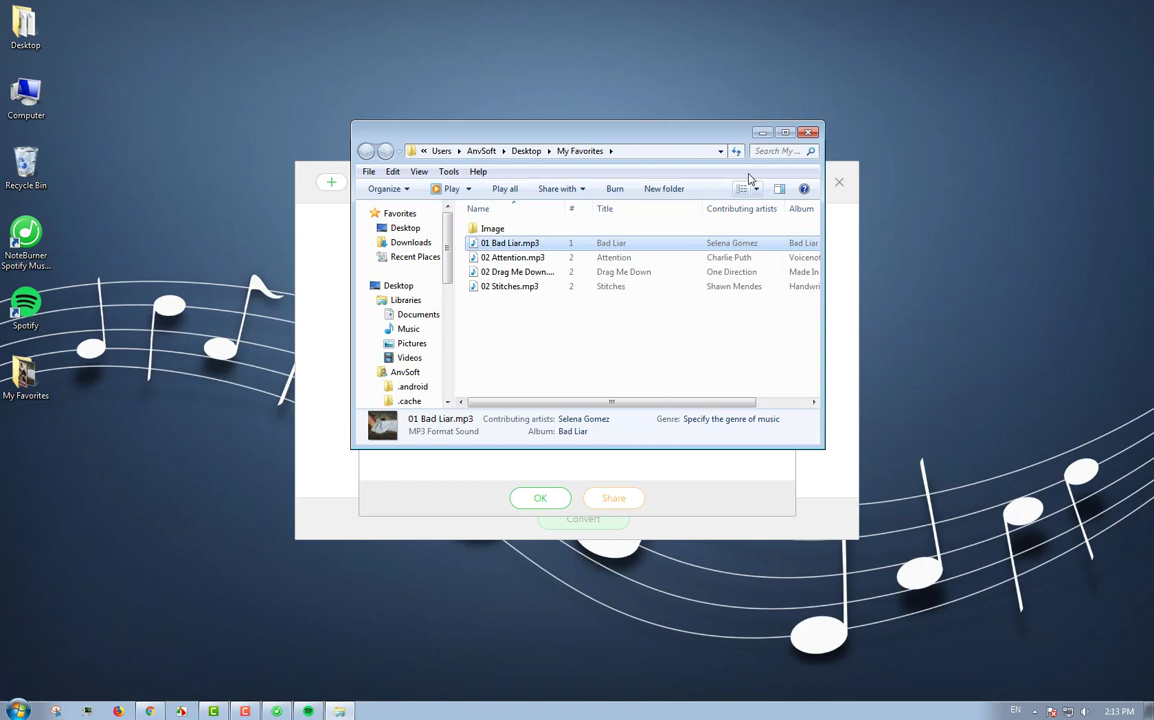 Desktop
Computer
Recycle Bin
NoteBurner
Spotify Mus...
Spotify
My Favorites
« Users ▸ AnvSoft ▸ Desktop ▸ My Favorites ▸
Search My ...
File Edit View Tools Help
Organize Play Play all Share with Burn New folder
Name # Title Contributing artists Album
Image
01 Bad Liar.mp3 1 Bad Liar Selena Gomez Bad Liar
02 Attention.mp3 2 Attention Charlie Puth Voicenot
02 Drag Me Down.... 2 Drag Me Down One Direction Made In
02 Stitches.mp3 2 Stitches Shawn Mendes Handwri
Favorites
Desktop
Downloads
Recent Places
Desktop
Libraries
Documents
Music
Pictures
Videos
AnvSoft
.android
.cache
01 Bad Liar.mp3 Contributing artists: Selena Gomez Genre: Specify the genre of music
MP3 Format Sound Album: Bad Liar
OK Share
Convert
EN 2:13 PM